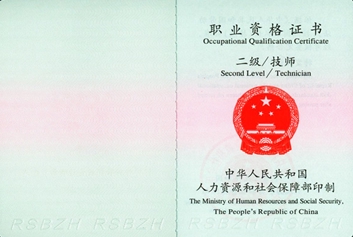 职业资格证书
Occupational Qualification Certificate
二级/技师
Second Level/Technician
中华人民共和国
人力资源和社会保障部印制
The Ministry of Human Resources and Social Security,
The People's Republic of China
RSBZH RSBZH RSBZH